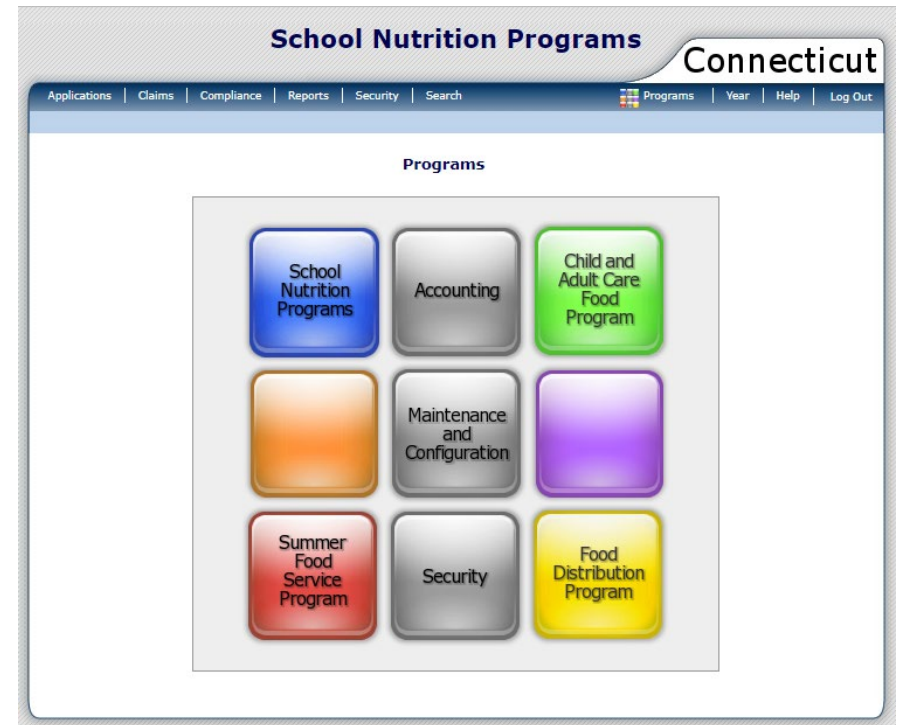 School Nutrition Programs
Connecticut
Applications | Claims | Compliance | Reports | Security | Search Programs | Year | Help | Log Out
Programs
School
Nutrition
Programs
Accounting
Child and
Adult Care
Food
Program
Maintenance
and
Configuration
Summer
Food
Service
Program
Security
Food
Distribution
Program